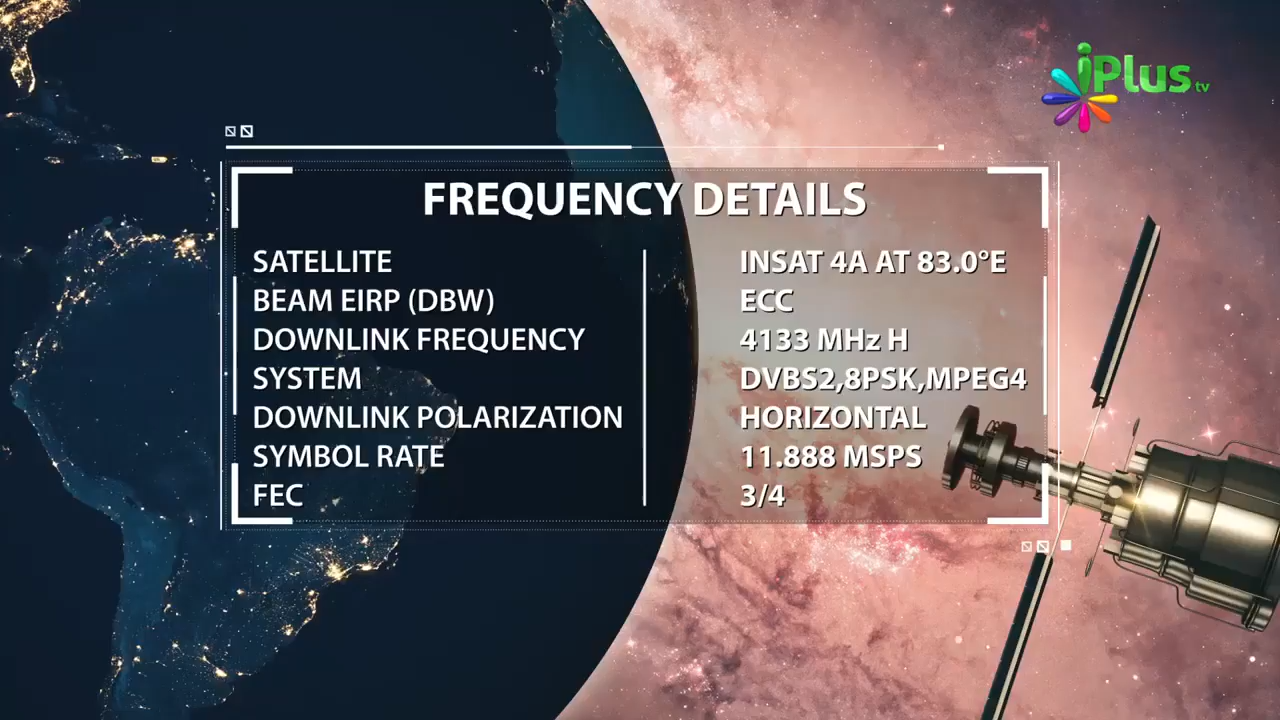 iPlus tv
FREQUENCY DETAILS
SATELLITE INSAT 4A AT 83.0°E
BEAM EIRP (DBW) ECC
DOWNLINK FREQUENCY 4133 MHz H
SYSTEM DVBS2,8PSK,MPEG4
DOWNLINK POLARIZATION HORIZONTAL
SYMBOL RATE 11.888 MSPS
FEC 3/4